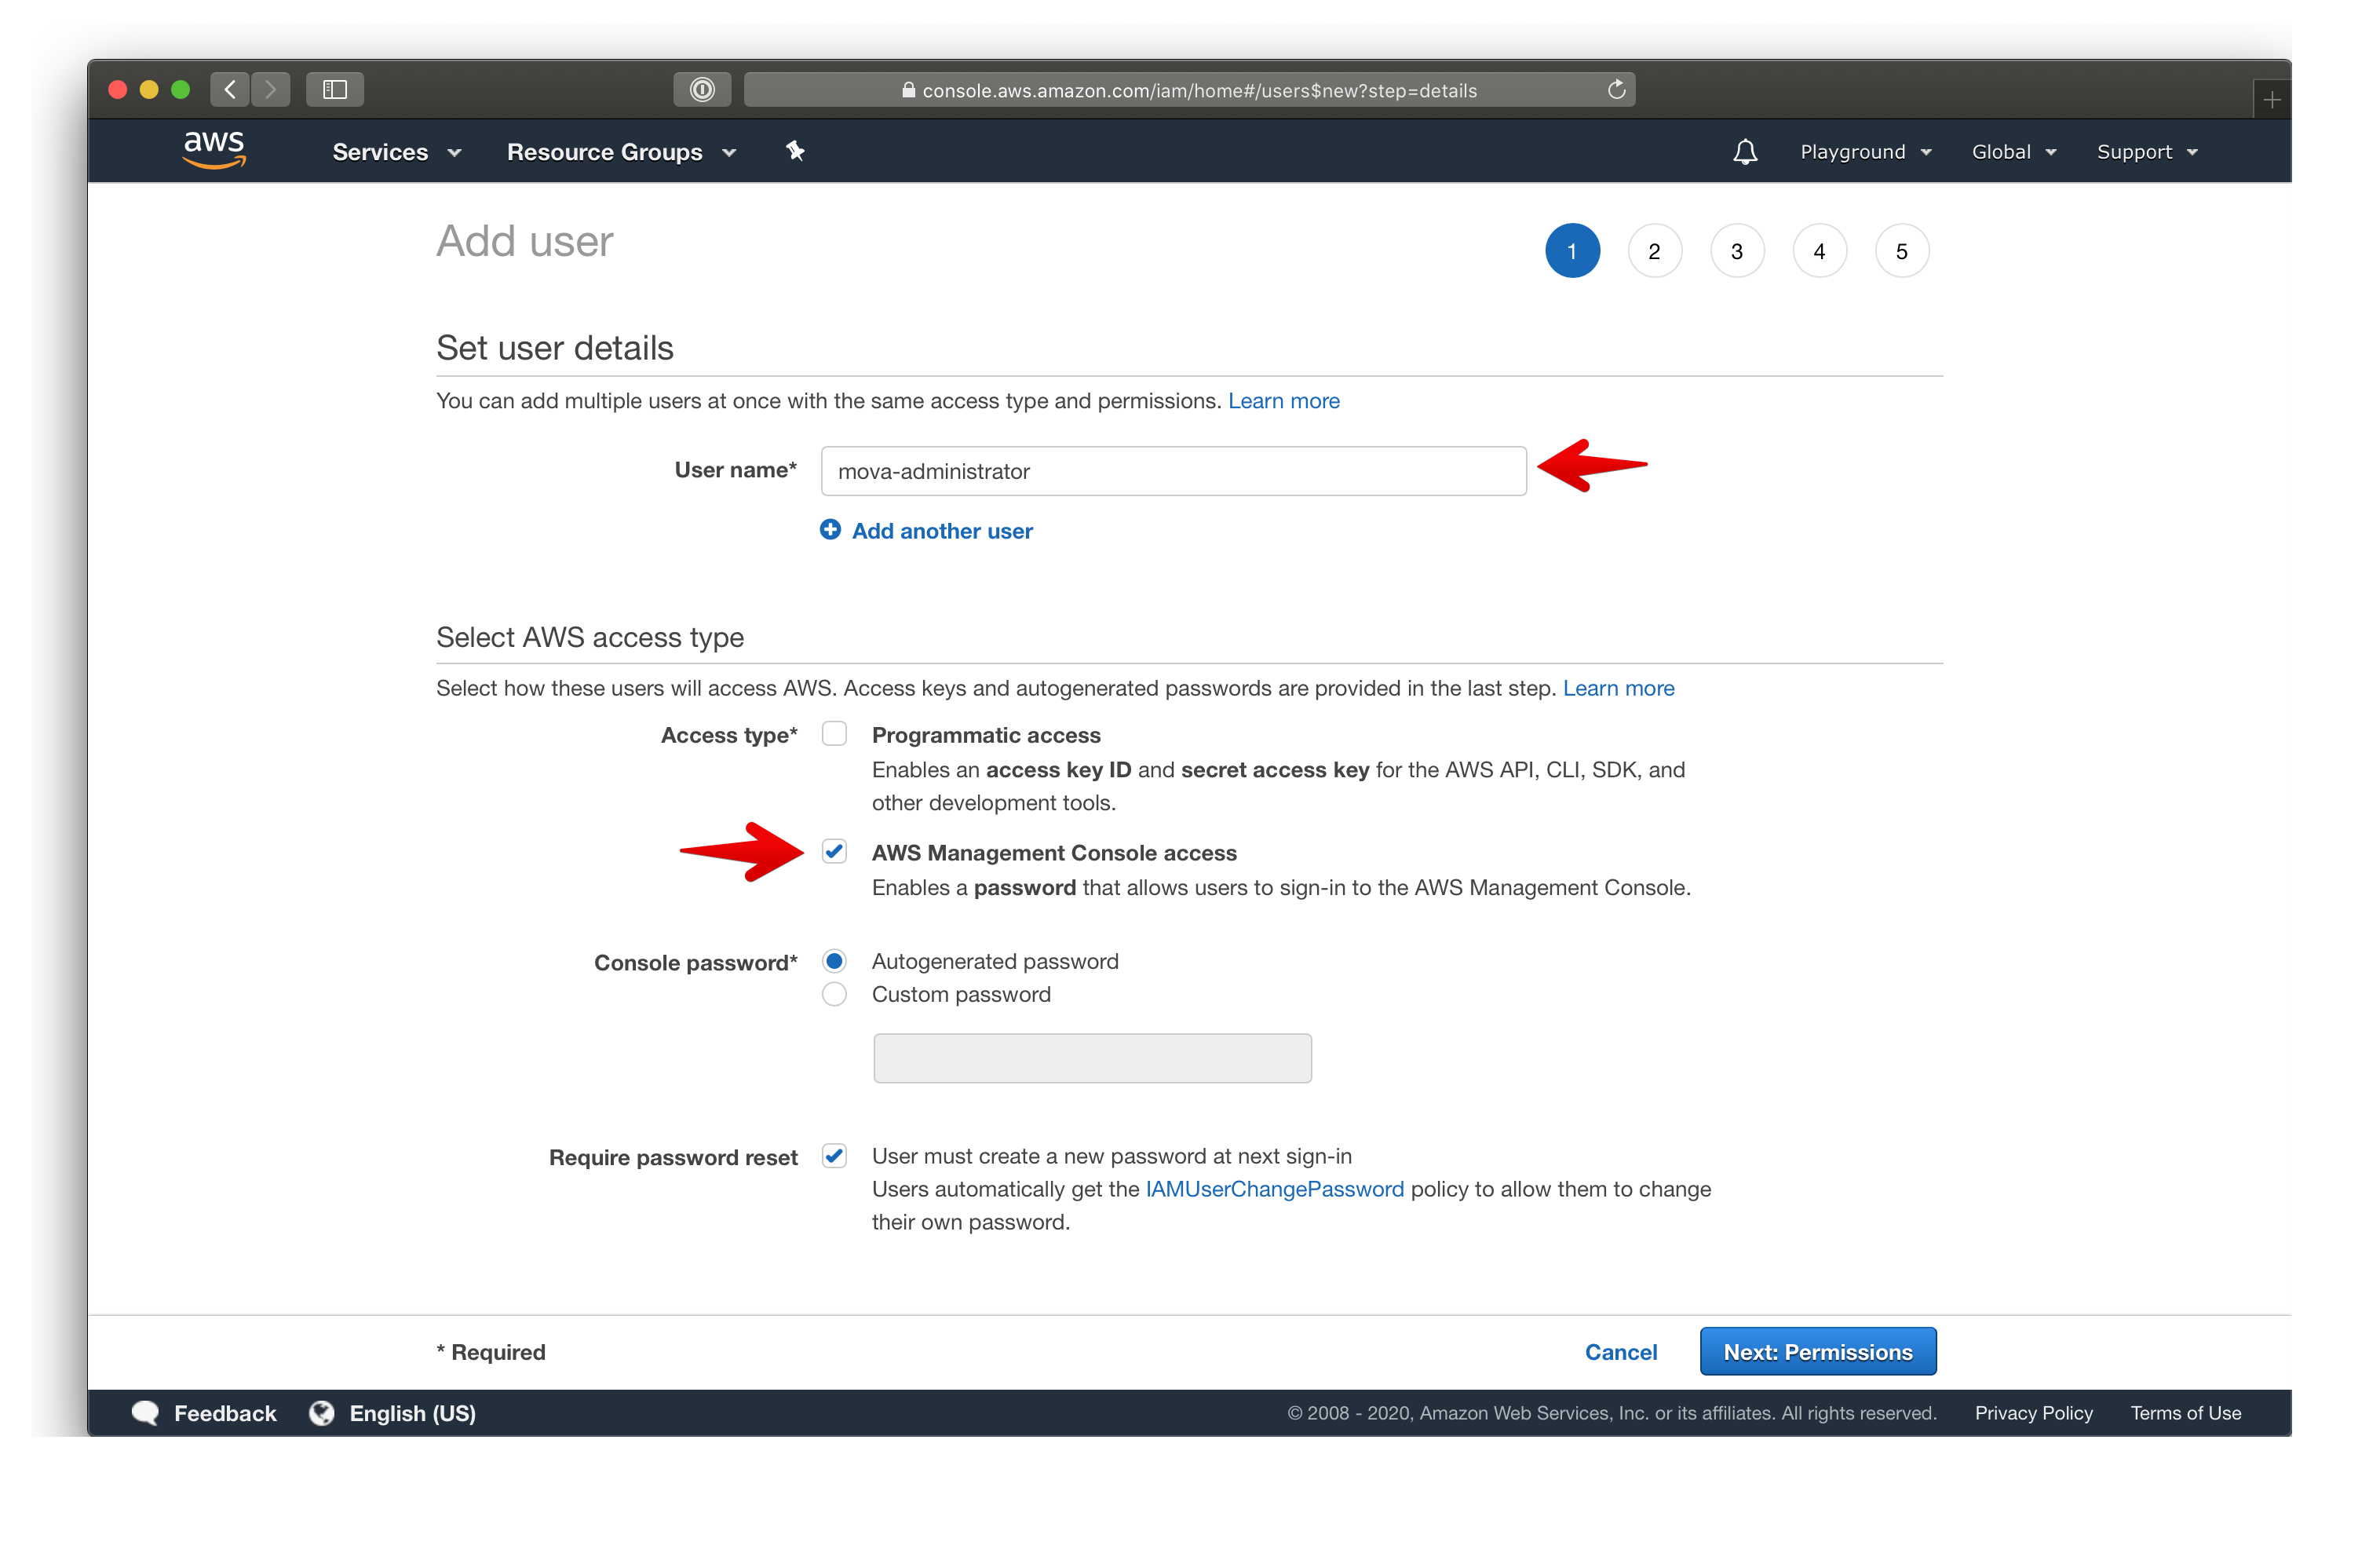 console.aws.amazon.com/iam/home#/users$new?step=details
aws Services Resource Groups Playground Global Support
Add user 1 2 3 4 5
Set user details
You can add multiple users at once with the same access type and permissions. Learn more
User name* mova-administrator
Add another user
Select AWS access type
Select how these users will access AWS. Access keys and autogenerated passwords are provided in the last step. Learn more
Access type* Programmatic access
Enables an access key ID and secret access key for the AWS API, CLI, SDK, and
other development tools.
AWS Management Console access
Enables a password that allows users to sign-in to the AWS Management Console.
Console password* Autogenerated password
Custom password
Require password reset User must create a new password at next sign-in
Users automatically get the IAMUserChangePassword policy to allow them to change
their own password.
* Required Cancel Next: Permissions
Feedback English (US) © 2008 - 2020, Amazon Web Services, Inc. or its affiliates. All rights reserved. Privacy Policy Terms of Use